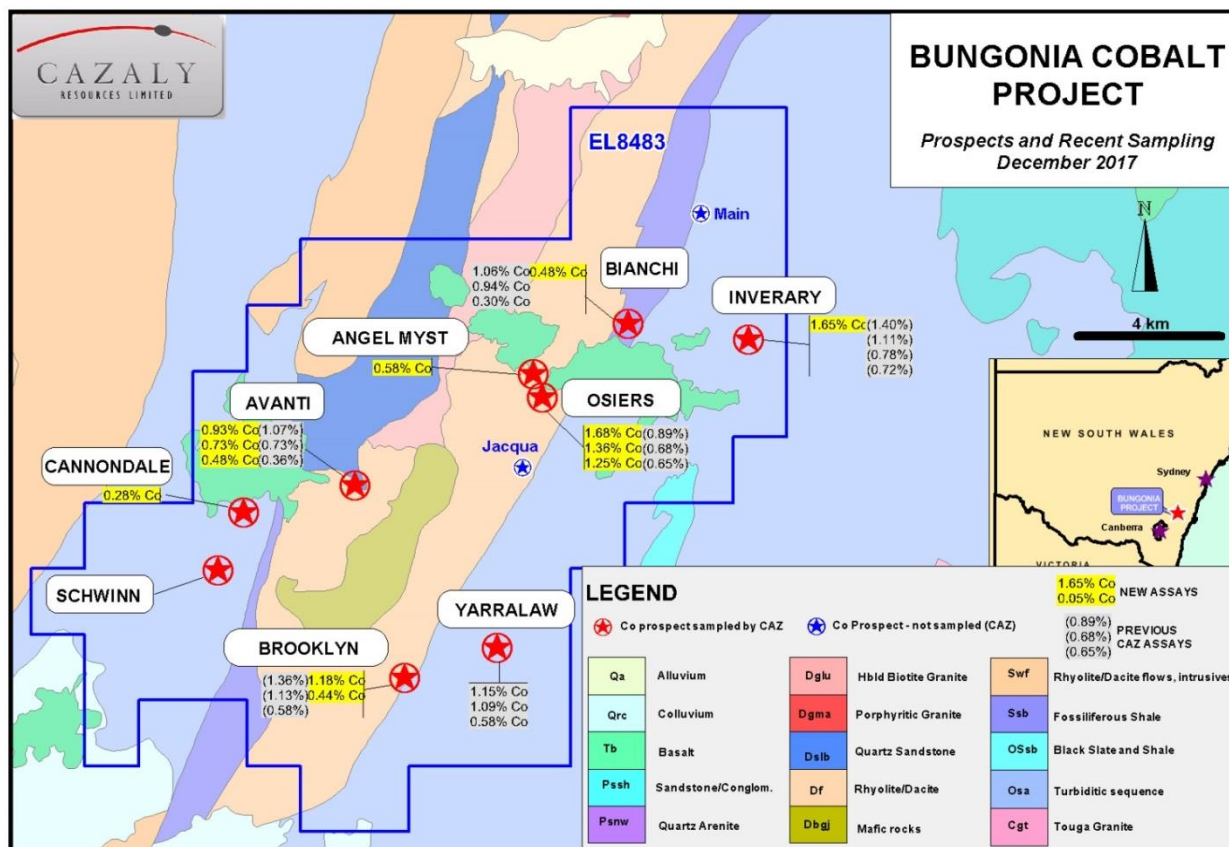 CAZALY
RESOURCES LIMITED
BUNGONIA COBALT
PROJECT
Prospects and Recent Sampling
December 2017
EL8483
N
4 km
Main
BIANCHI
1.06% Co 0.48% Co
0.94% Co
0.30% Co
INVERARY
1.65% Co (1.40%)
(1.11%)
(0.78%)
(0.72%)
ANGEL MYST
0.58% Co
OSIERS
1.68% Co (0.89%)
1.36% Co (0.68%)
1.25% Co (0.65%)
AVANTI
0.93% Co (1.07%)
0.73% Co (0.73%)
0.48% Co (0.36%)
Jacqua
CANNONDALE
0.28% Co
SCHWINN
YARRALAW
1.15% Co
1.09% Co
0.58% Co
BROOKLYN
(1.36%) 1.18% Co
(1.13%) 0.44% Co
(0.58%)
NEW SOUTH WALES
Sydney
BUNGONIA
PROJECT
Canberra
VICTORIA
LEGEND
Co prospect sampled by CAZ
Co Prospect - not sampled (CAZ)
1.65% Co
0.05% Co
NEW ASSAYS
(0.89%)
(0.68%)
(0.65%)
PREVIOUS
CAZ ASSAYS
Qa Alluvium
Qrc Colluvium
Tb Basalt
Pssh Sandstone/Conglom.
Psnw Quartz Arenite
Dglu Hbld Biotite Granite
Dgma Porphyritic Granite
Dslb Quartz Sandstone
Df Rhyolite/Dacite
Dbgj Mafic rocks
Swf Rhyolite/Dacite flows, intrusives
Ssb Fossiliferous Shale
OSsb Black Slate and Shale
Osa Turbiditic sequence
Cgt Touga Granite